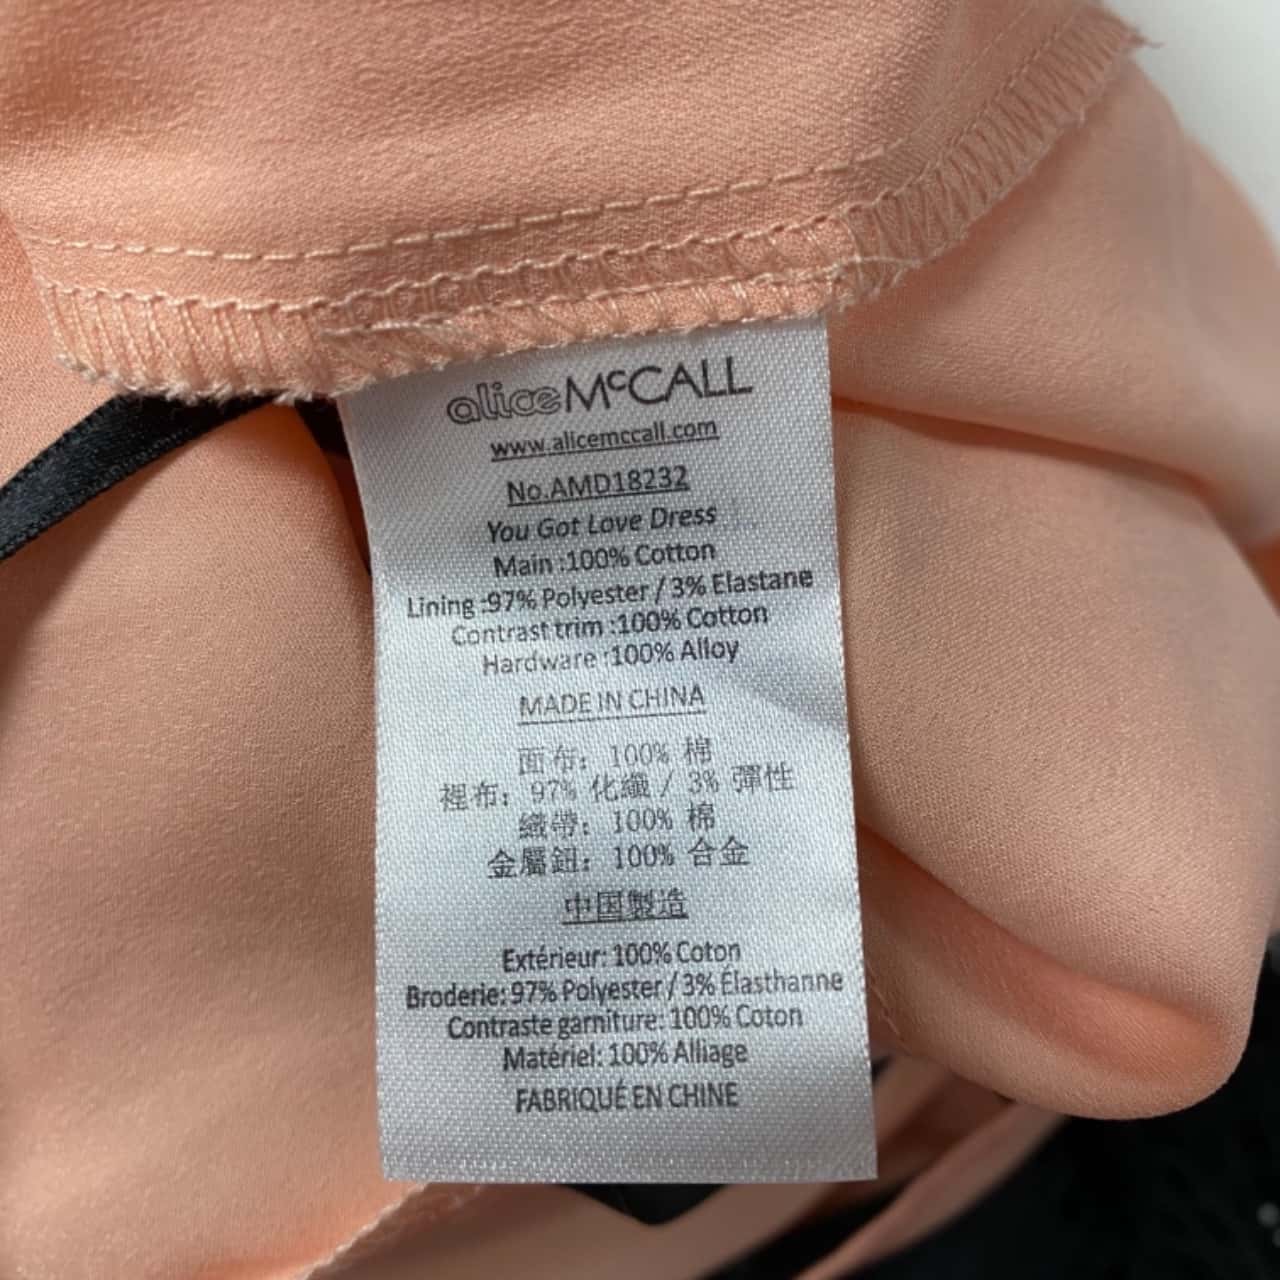 alice McCALL
www.alicemccall.com
No.AMD18232
You Got Love Dress
Main :100% Cotton
Lining :97% Polyester / 3% Elastane
Contrast trim :100% Cotton
Hardware :100% Alloy
MADE IN CHINA
面布: 100% 棉
裡布: 97% 化纖 / 3% 彈性
織帶: 100% 棉
金屬鈕: 100% 合金
中国製造
Extérieur: 100% Coton
Broderie: 97% Polyester / 3% Élasthanne
Contraste garniture: 100% Coton
Matériel: 100% Alliage
FABRIQUÉ EN CHINE